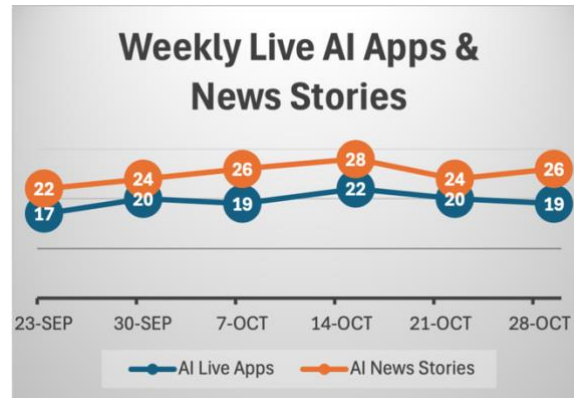 Weekly Live AI Apps &
News Stories
22 24 26 28 24 26
17 20 19 22 20 19
23-SEP 30-SEP 7-OCT 14-OCT 21-OCT 28-OCT
AI Live Apps AI News Stories